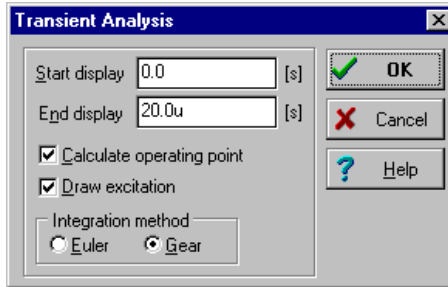 Transient Analysis
Start display 0.0 [s]
End display 20.0u [s]
Calculate operating point
Draw excitation
Integration method
Euler Gear
OK
Cancel
Help